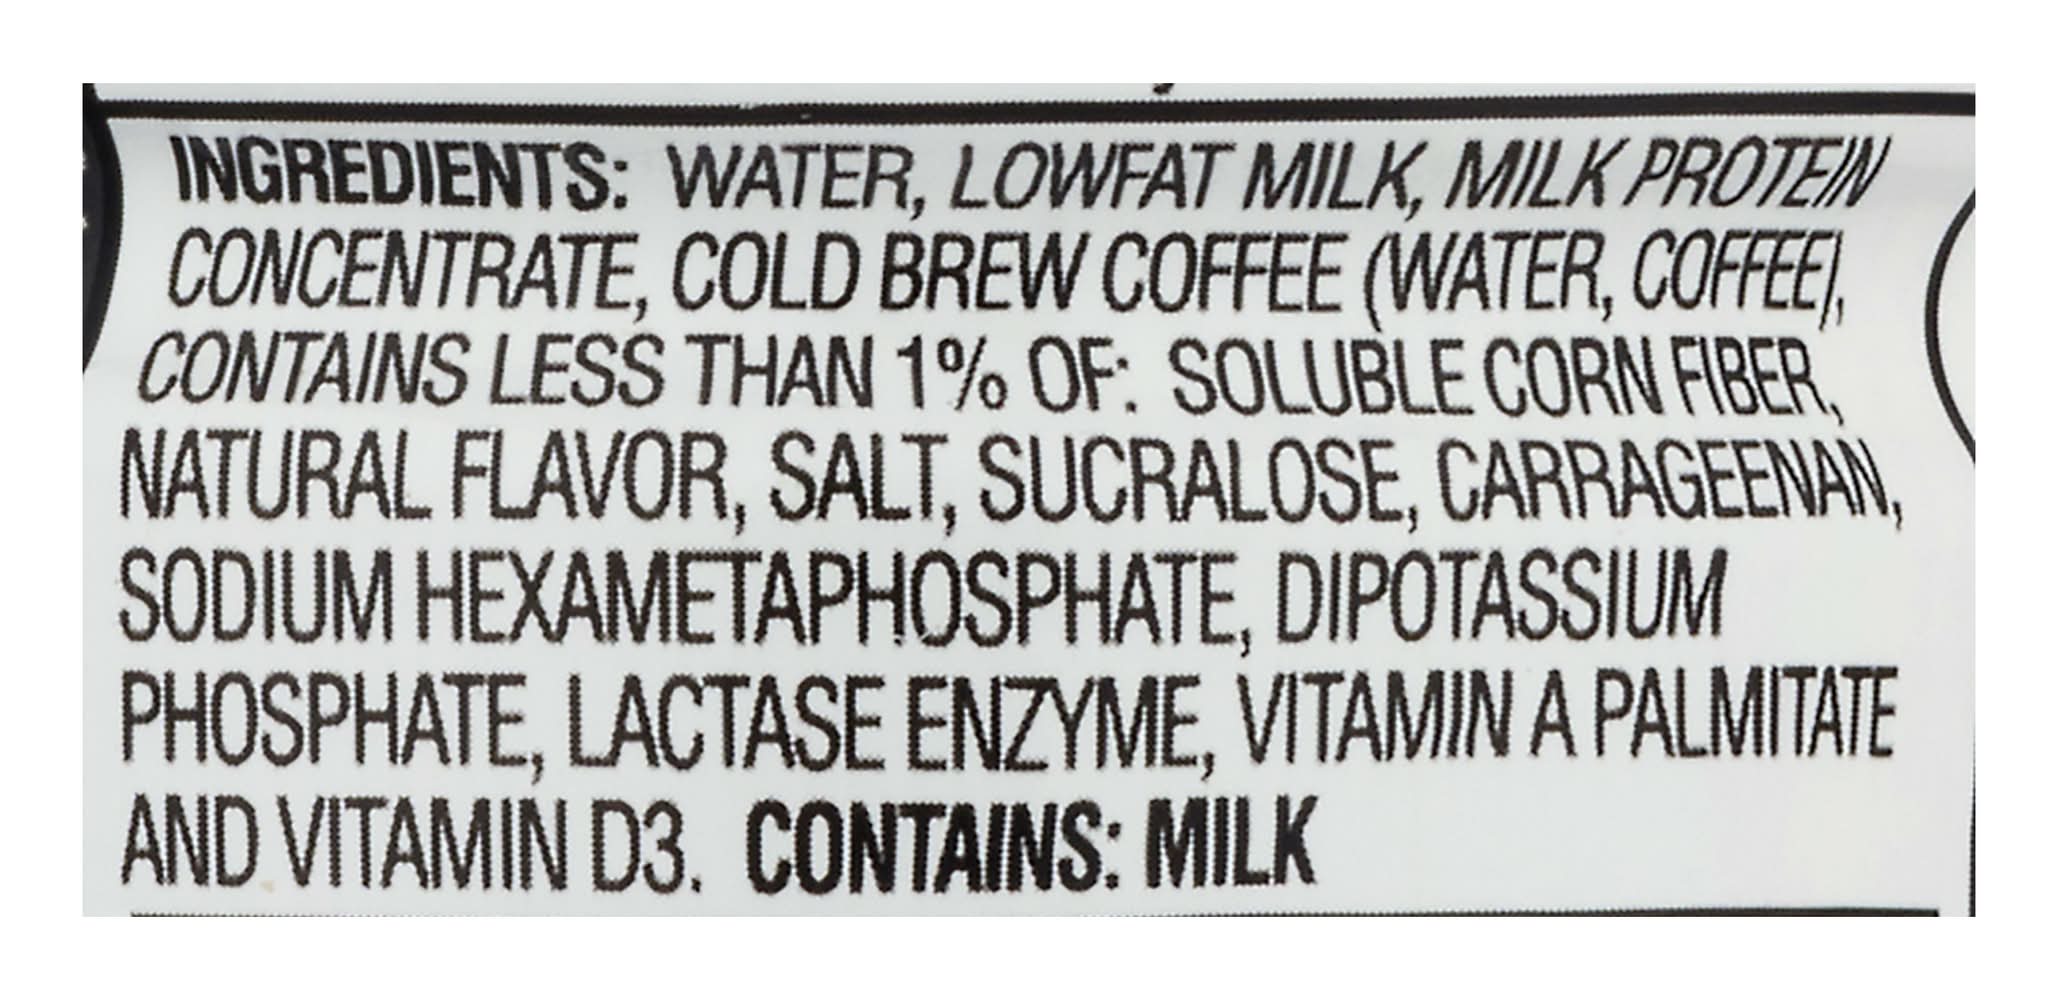 INGREDIENTS: WATER, LOWFAT MILK, MILK PROTEIN
CONCENTRATE, COLD BREW COFFEE (WATER, COFFEE),
CONTAINS LESS THAN 1% OF: SOLUBLE CORN FIBER,
NATURAL FLAVOR, SALT, SUCRALOSE, CARRAGEENAN,
SODIUM HEXAMETAPHOSPHATE, DIPOTASSIUM
PHOSPHATE, LACTASE ENZYME, VITAMIN A PALMITATE
AND VITAMIN D3. CONTAINS: MILK